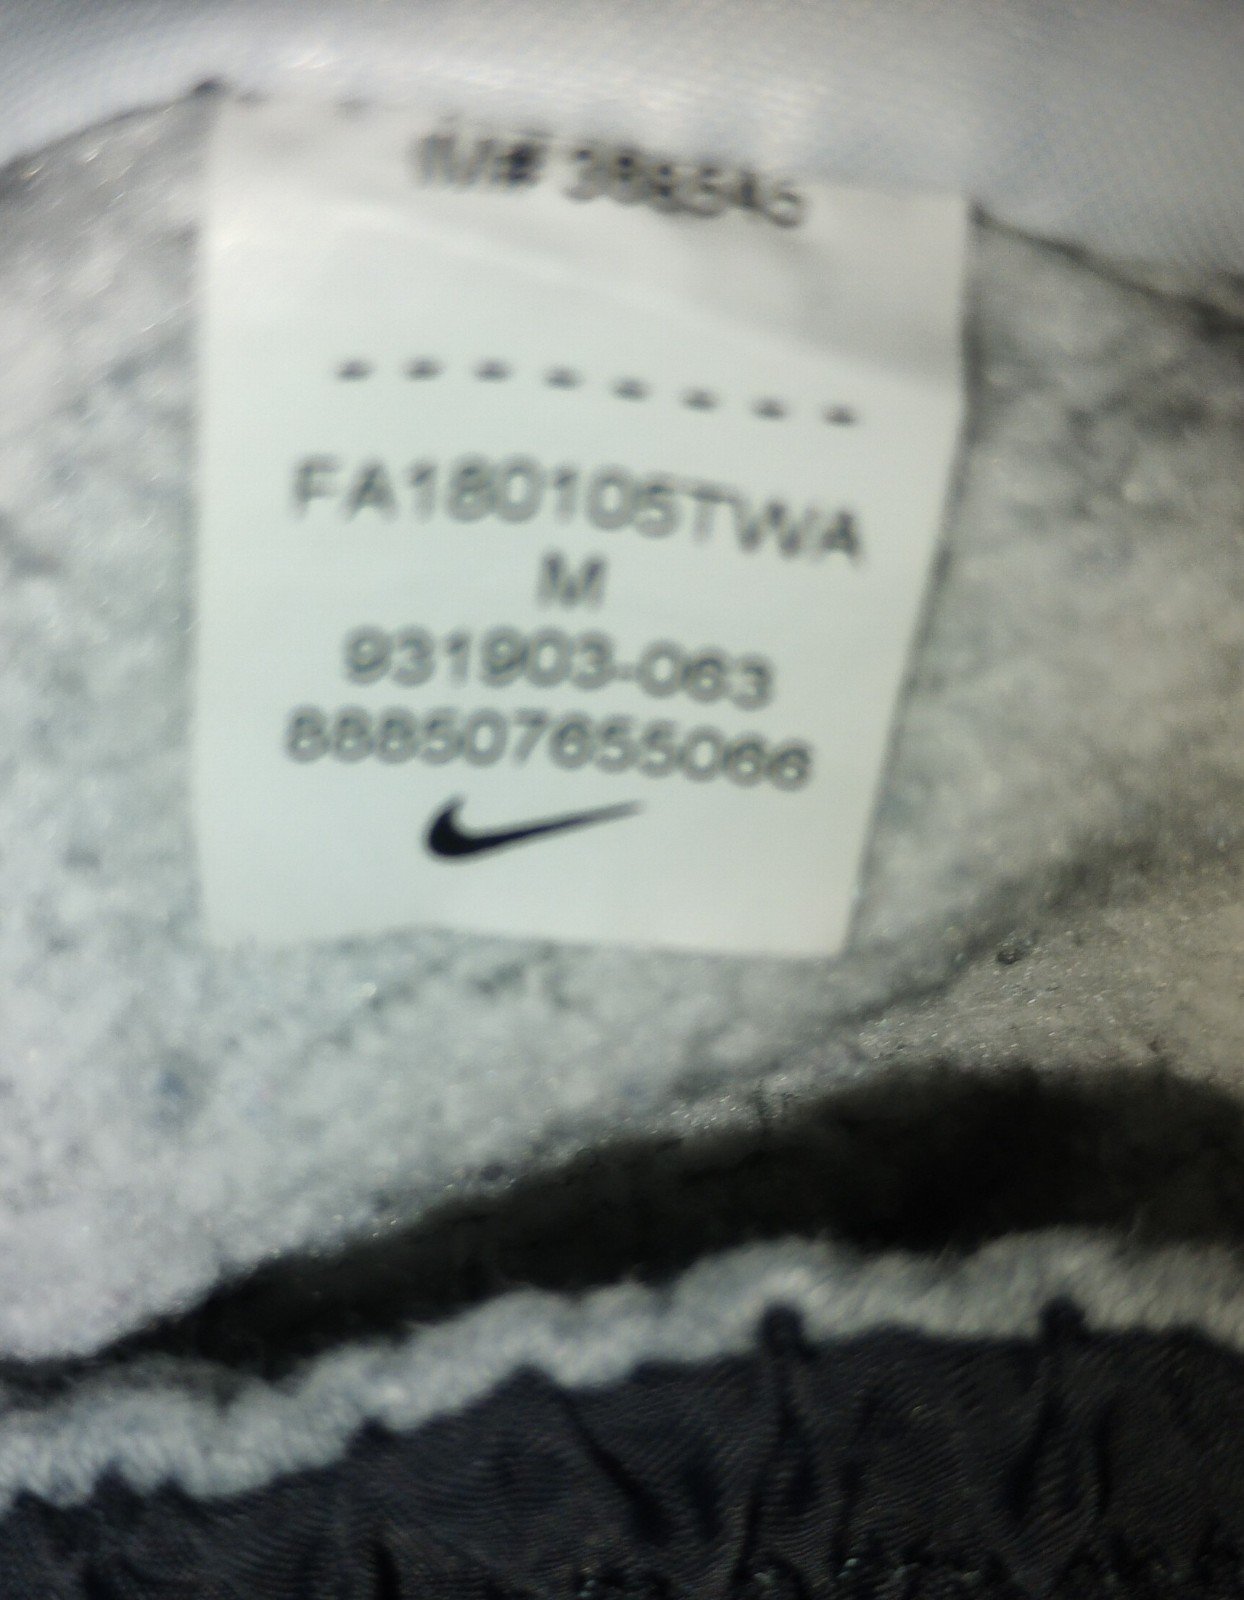 - - - - - - - -
FA180105TWA
M
931903-063
888507655066